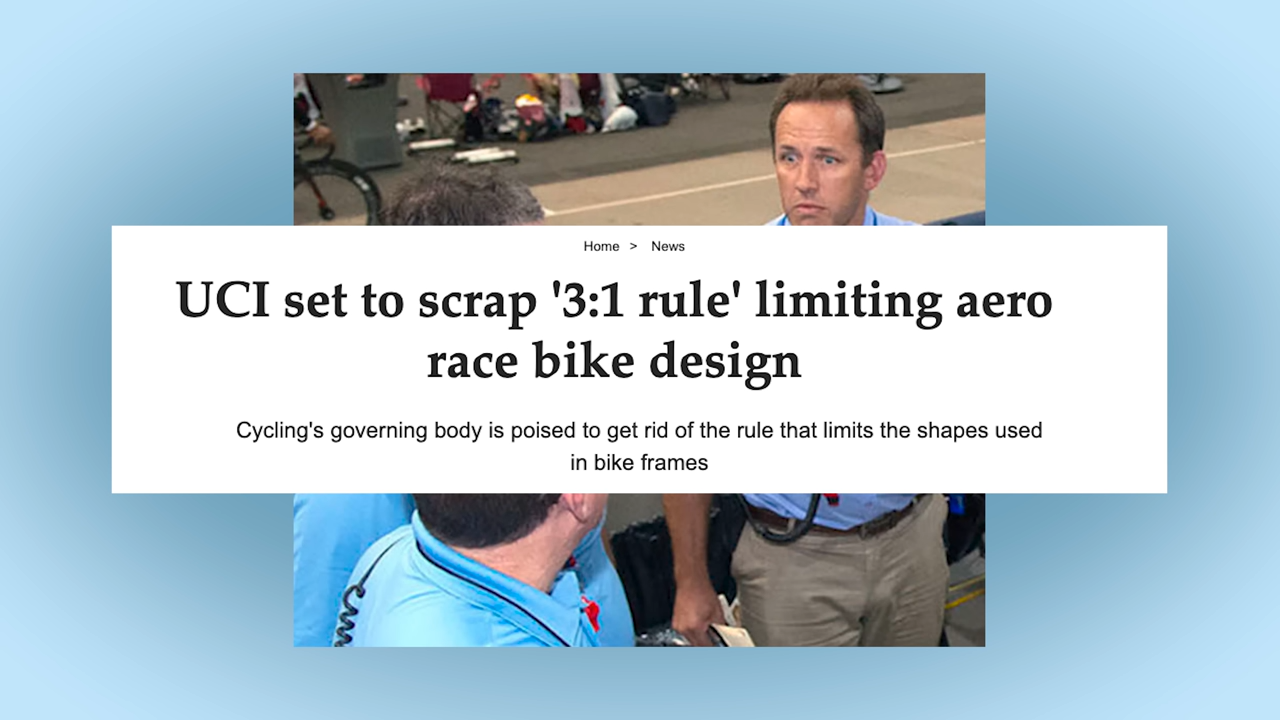 Home > News
UCI set to scrap '3:1 rule' limiting aero
race bike design
Cycling's governing body is poised to get rid of the rule that limits the shapes used
in bike frames